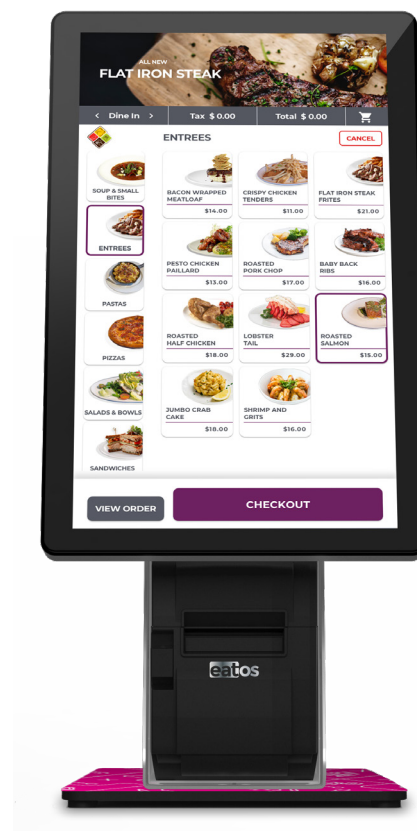 ALL NEW
FLAT IRON STEAK
< Dine In > Tax $ 0.00 Total $ 0.00
ENTREES
CANCEL
SOUP & SMALL
BITES
ENTREES
PASTAS
PIZZAS
SALADS & BOWLS
SANDWICHES
BACON WRAPPED
MEATLOAF
$14.00
CRISPY CHICKEN
TENDERS
$11.00
FLAT IRON STEAK
FRITES
$21.00
PESTO CHICKEN
PAILLARD
$13.00
ROASTED
PORK CHOP
$17.00
BABY BACK
RIBS
$16.00
ROASTED
HALF CHICKEN
$18.00
LOBSTER
TAIL
$29.00
ROASTED
SALMON
$15.00
JUMBO CRAB
CAKE
$18.00
SHRIMP AND
GRITS
$16.00
VIEW ORDER
CHECKOUT
eatos